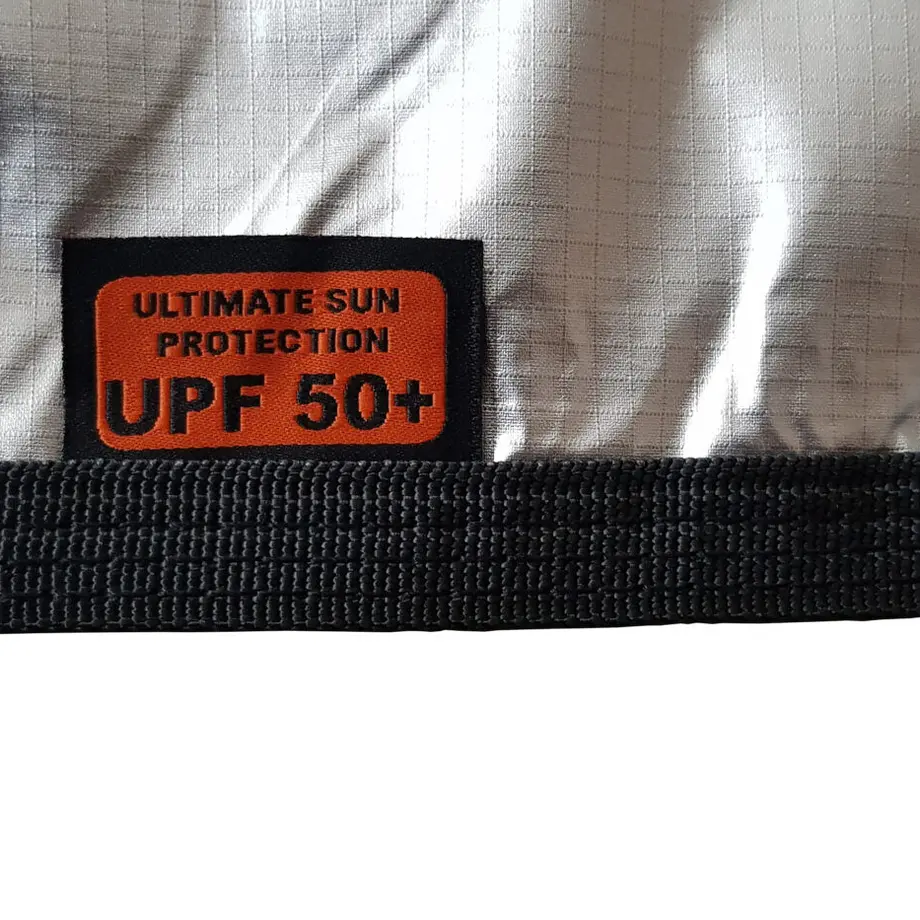 ULTIMATE SUN
PROTECTION
UPF 50+